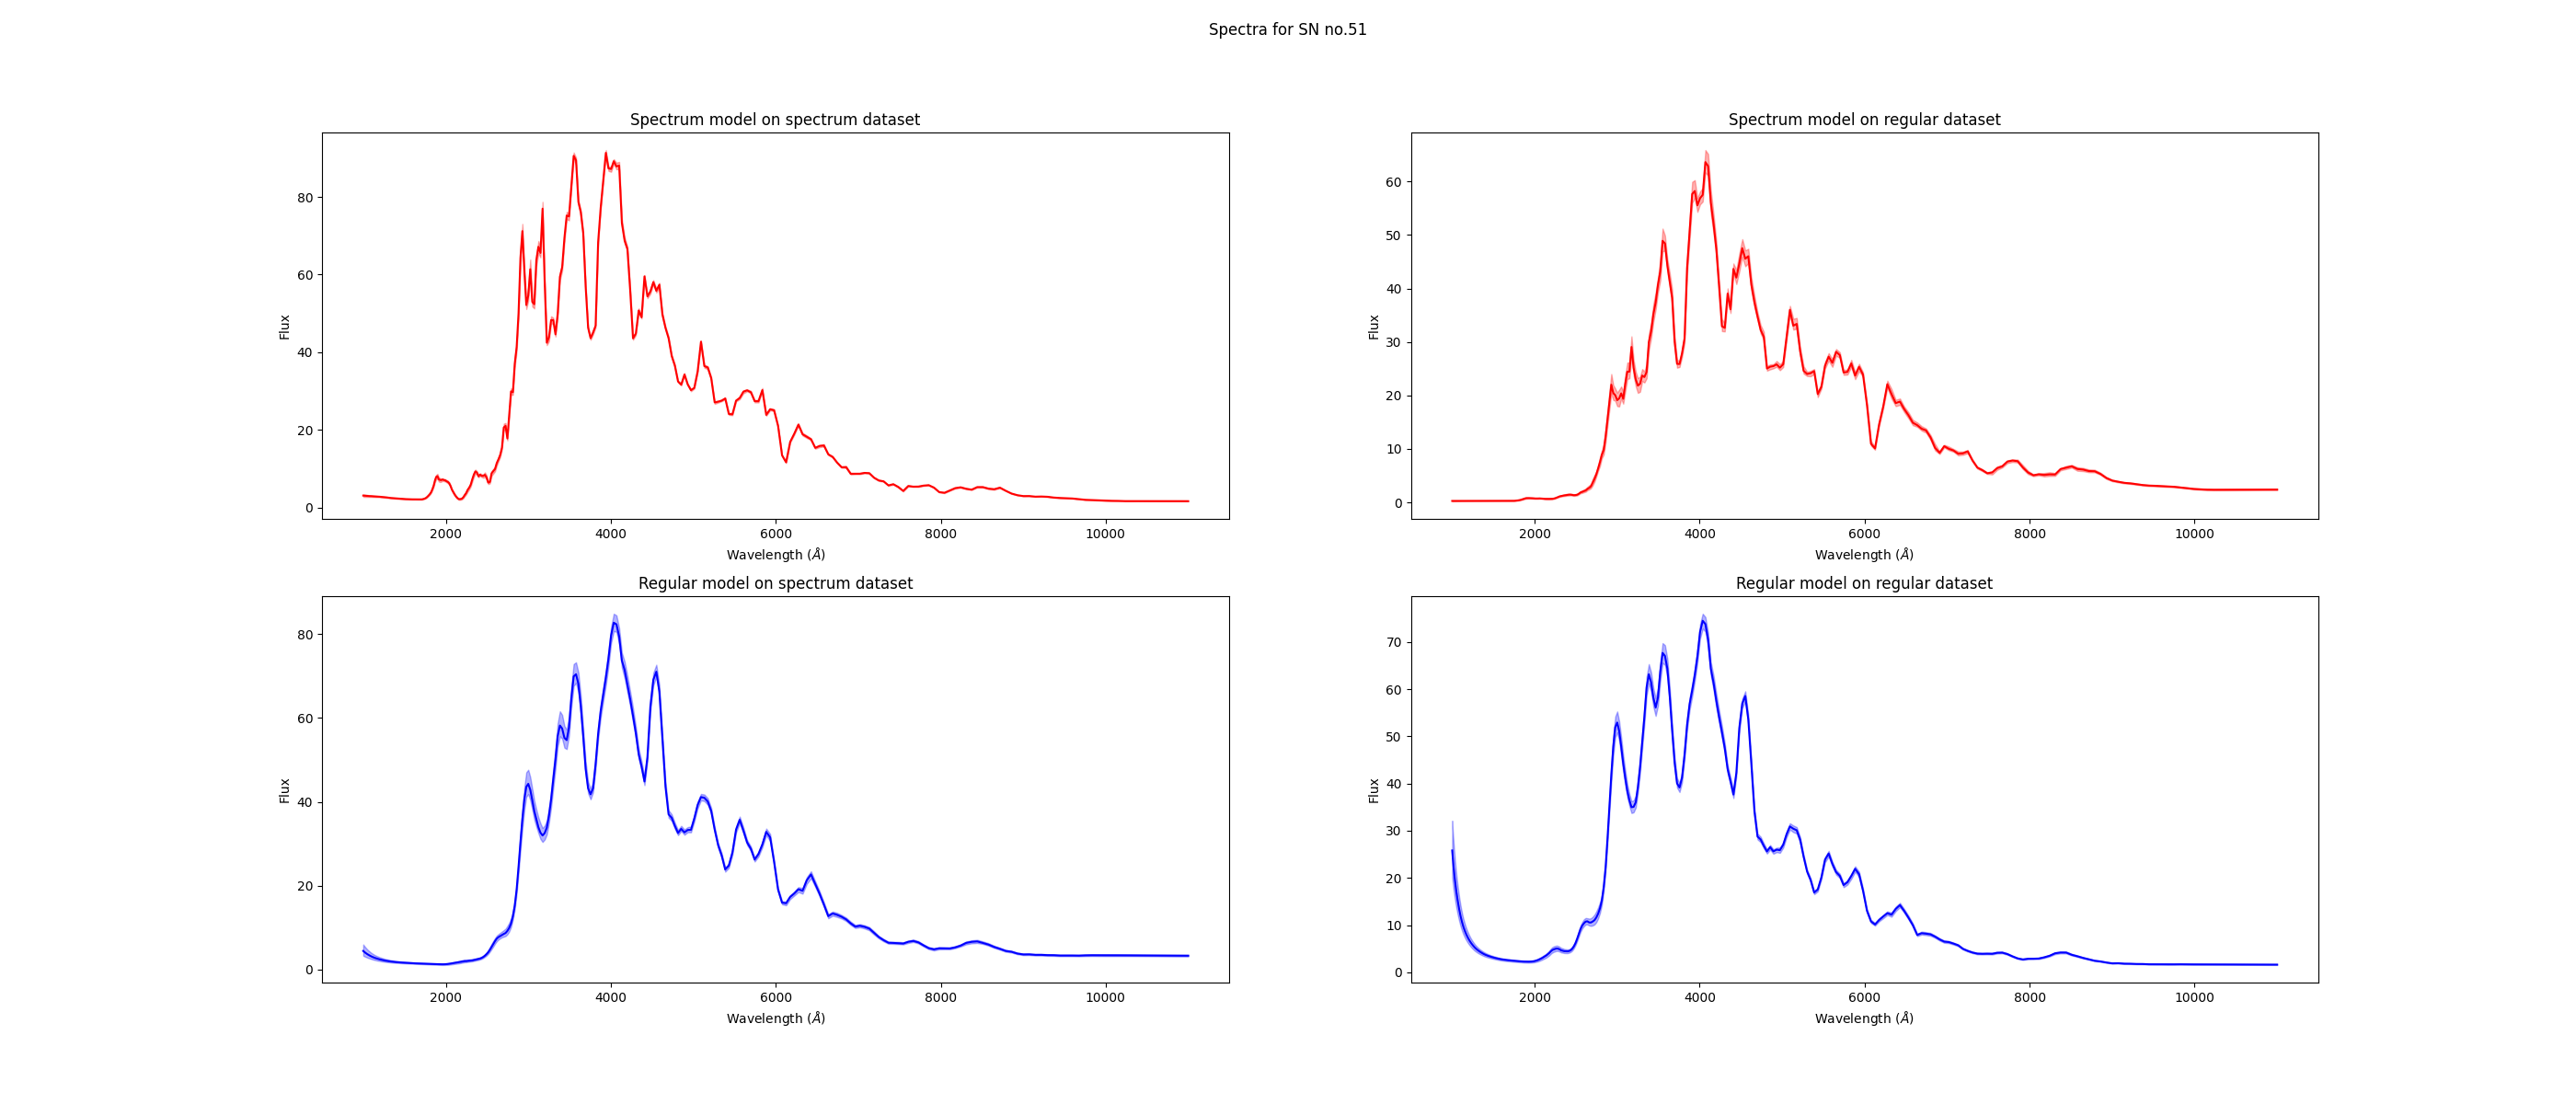 Spectra for SN no.51
Spectrum model on spectrum dataset
80
60
40
20
0
Flux
2000 4000 6000 8000 10000
Wavelength (Å)
Spectrum model on regular dataset
60
50
40
30
20
10
0
Flux
2000 4000 6000 8000 10000
Wavelength (Å)
Regular model on spectrum dataset
80
60
40
20
0
Flux
2000 4000 6000 8000 10000
Wavelength (Å)
Regular model on regular dataset
70
60
50
40
30
20
10
0
Flux
2000 4000 6000 8000 10000
Wavelength (Å)